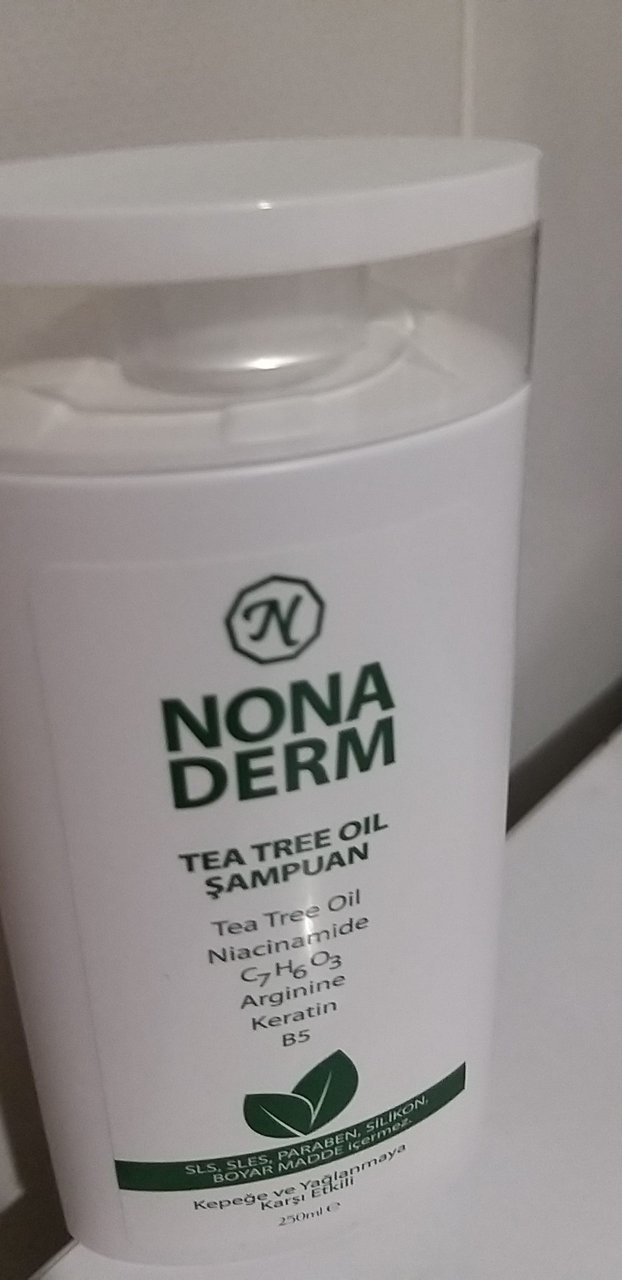 N
NONA
DERM
TEA TREE OIL
ŞAMPUAN
Tea Tree Oil
Niacinamide
C₇H₆O₃
Arginine
Keratin
B5
SLS, SLES, PARABEN, SİLİKON,
BOYAR MADDE içermez.
Kepeğe ve Yağlanmaya
Karşı Etkili
250ml ℮